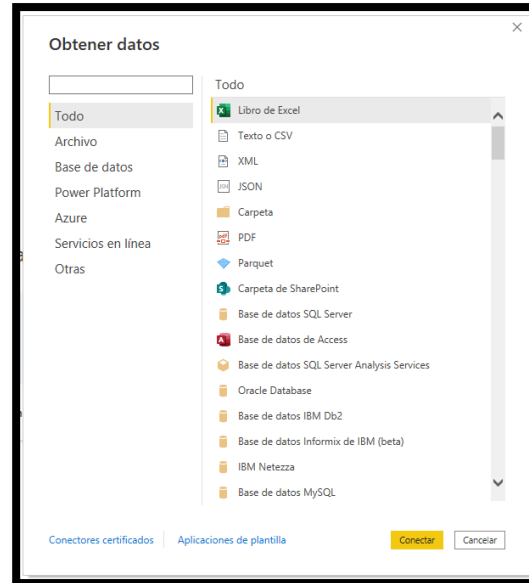 Obtener datos
Todo
Archivo
Base de datos
Power Platform
Azure
Servicios en línea
Otras
Todo
Libro de Excel
Texto o CSV
XML
JSON
Carpeta
PDF
Parquet
Carpeta de SharePoint
Base de datos SQL Server
Base de datos de Access
Base de datos SQL Server Analysis Services
Oracle Database
Base de datos IBM Db2
Base de datos Informix de IBM (beta)
IBM Netezza
Base de datos MySQL
Conectores certificados
Aplicaciones de plantilla
Conectar
Cancelar